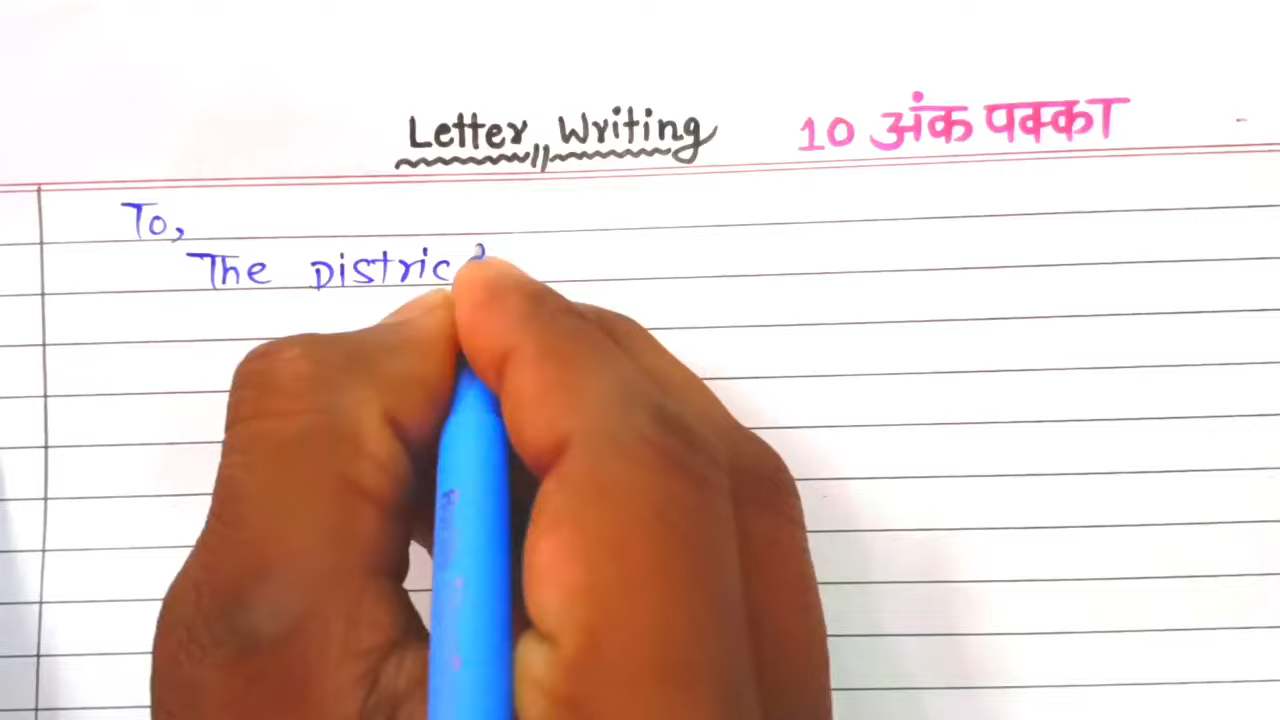 Letter Writing 10 अंक पक्का
To,
The Distric